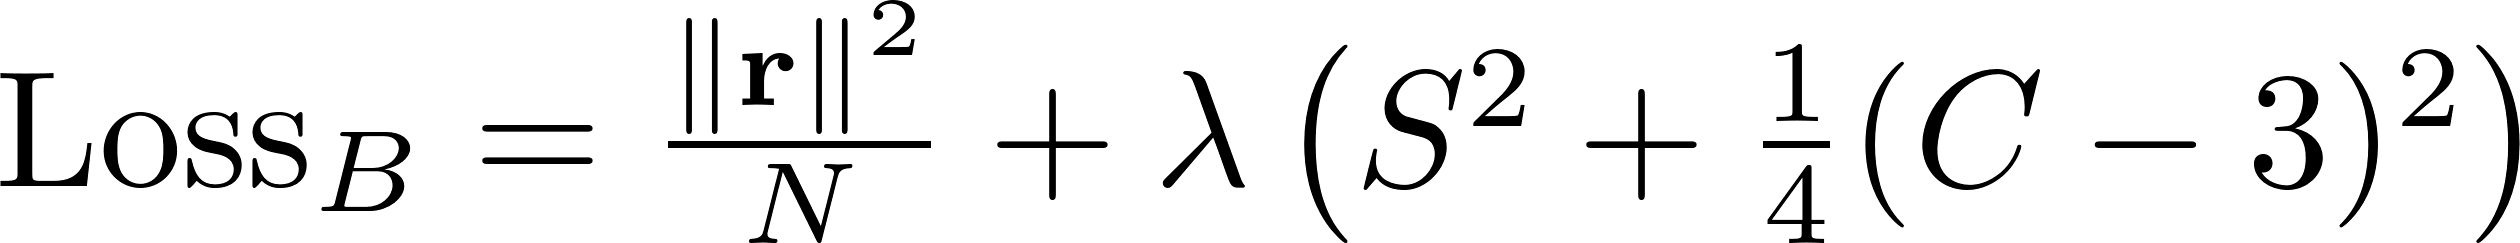 Loss_B = ‖𝐫‖²/N + λ(S² + 1/4(C − 3)²)